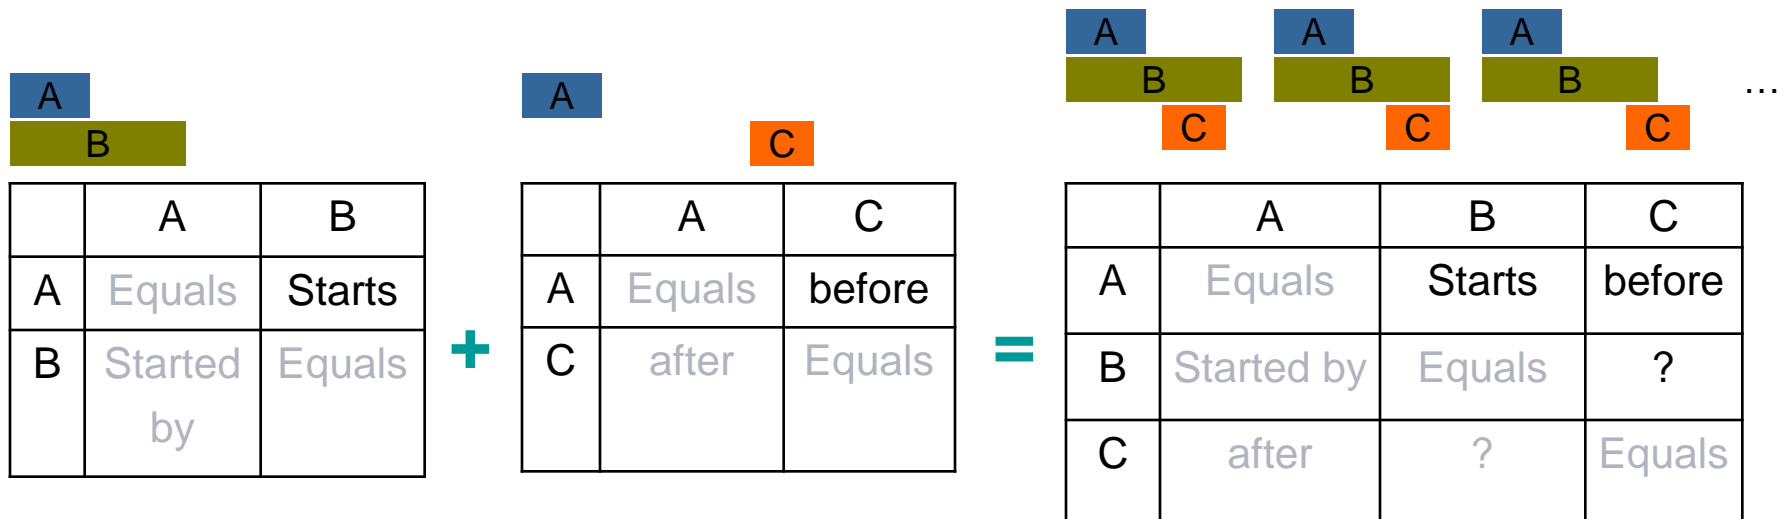 A A A
B B B …
C C C
A
B
A
C
A B
A Equals Starts
B Started Equals
by
+
A C
A Equals before
C after Equals
=
A B C
A Equals Starts before
B Started by Equals ?
C after ? Equals